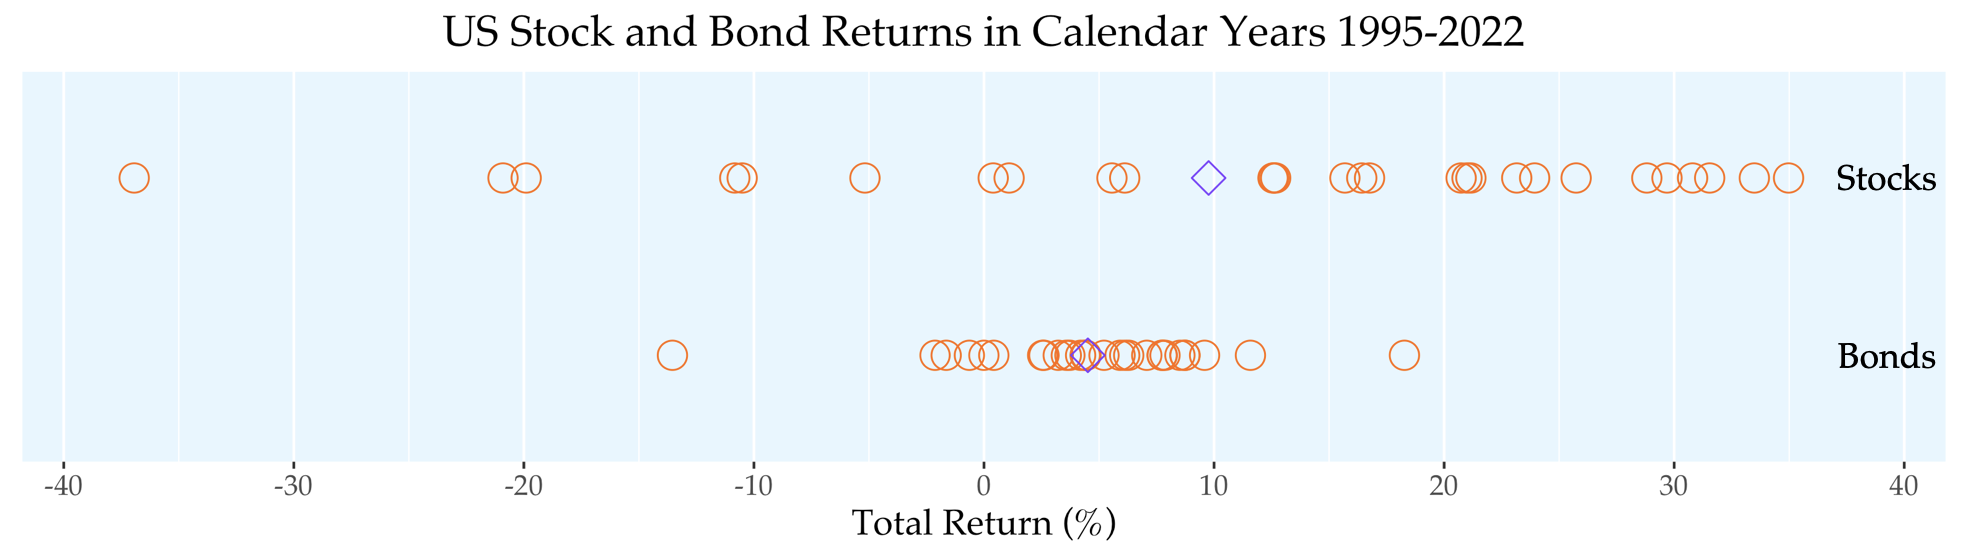 US Stock and Bond Returns in Calendar Years 1995-2022
Stocks
Bonds
-40 -30 -20 -10 0 10 20 30 40
Total Return (%)